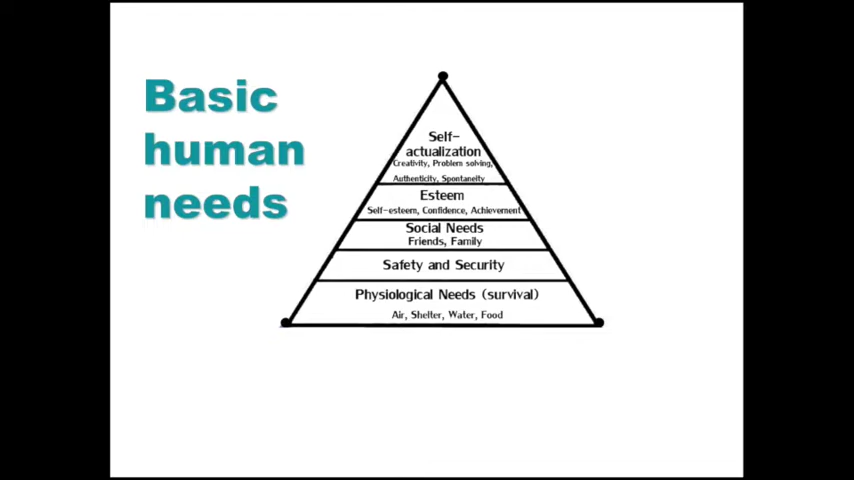 Basic
human
needs
Self-
actualization
Creativity, Problem solving,
Authenticity, Spontaneity
Esteem
Self-esteem, Confidence, Achievement
Social Needs
Friends, Family
Safety and Security
Physiological Needs (survival)
Air, Shelter, Water, Food